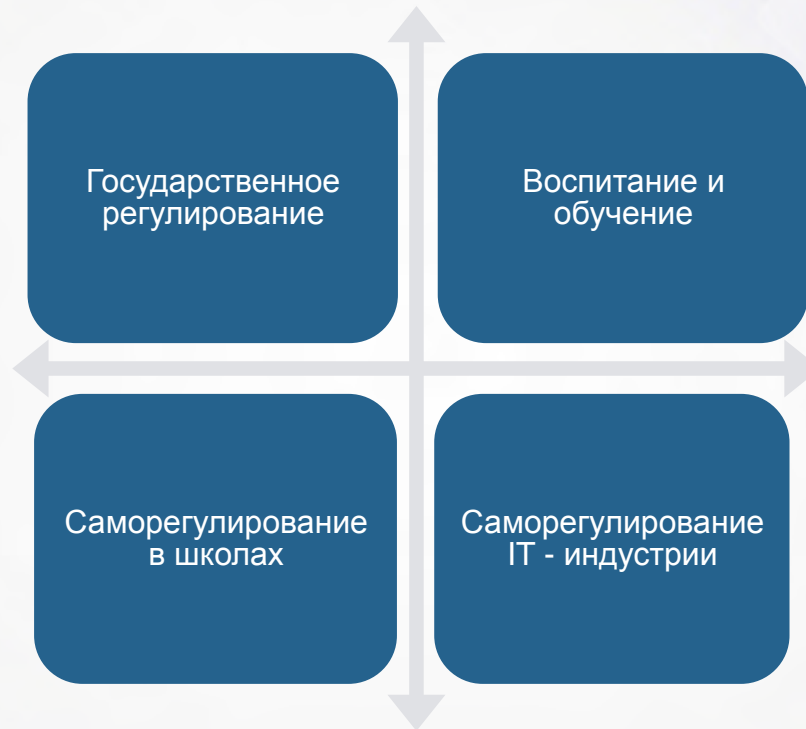 Государственное
регулирование
Воспитание и
обучение
Саморегулирование
в школах
Саморегулирование
IT - индустрии